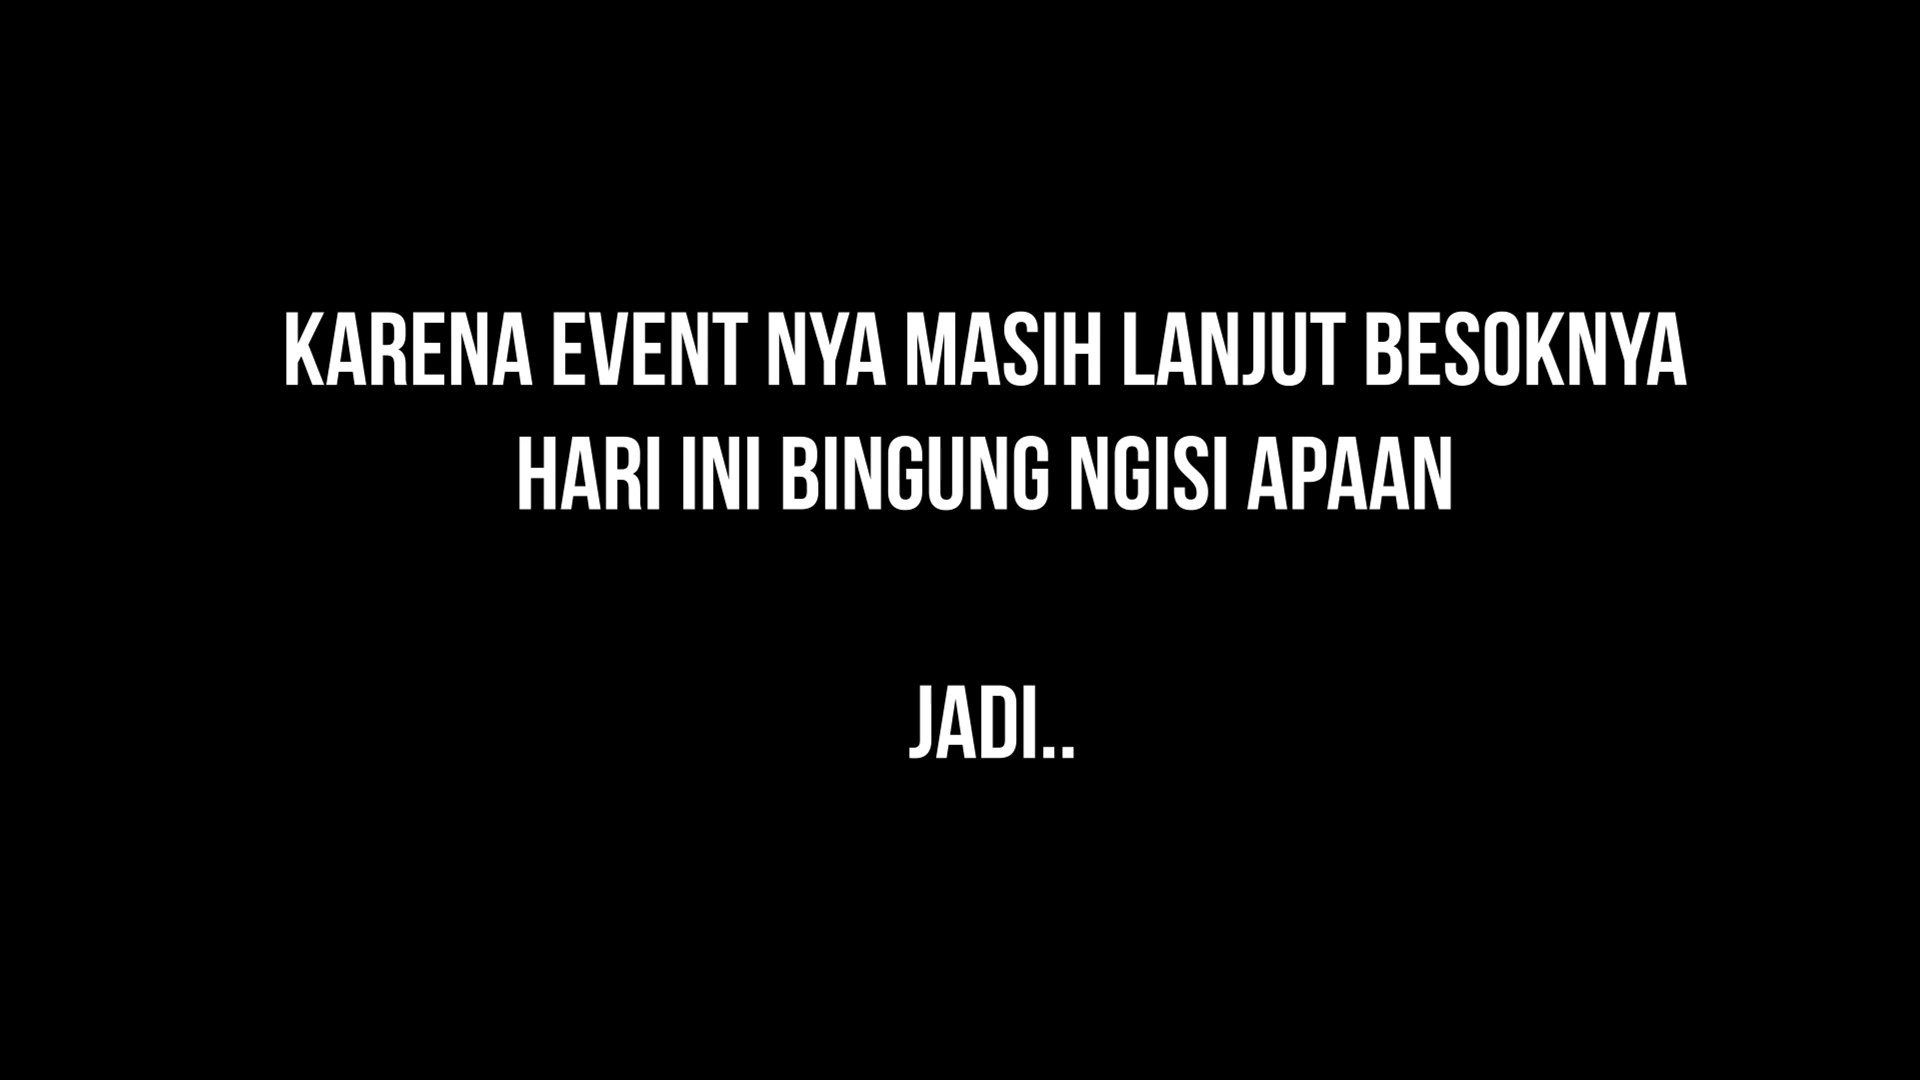 KARENA EVENT NYA MASIH LANJUT BESOKNYA
HARI INI BINGUNG NGISI APAAN
JADI..